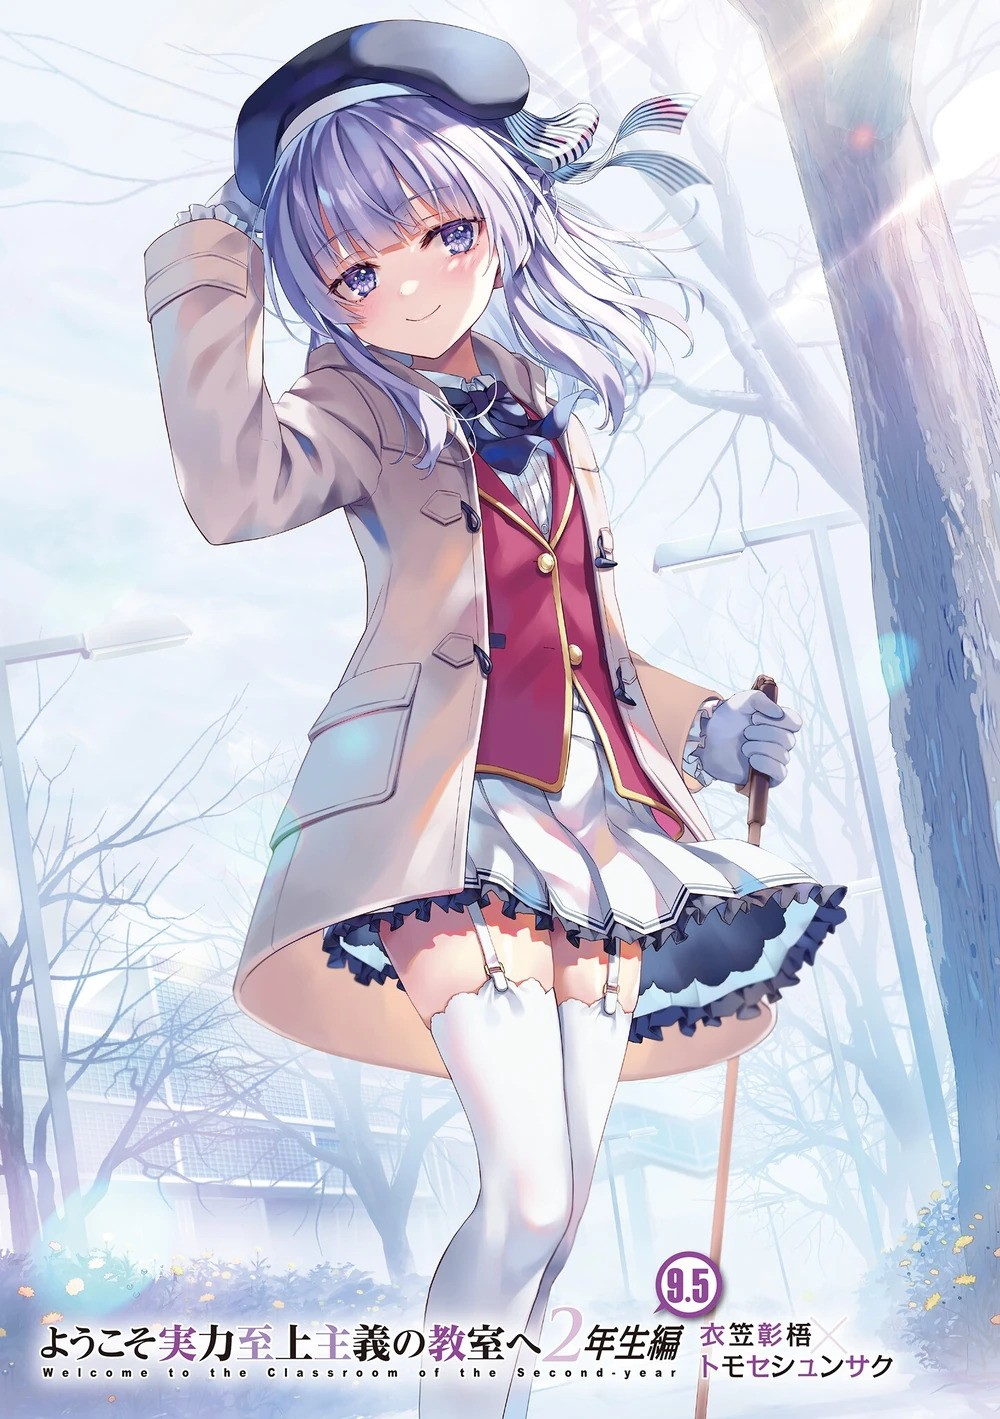 9.5
ようこそ実力至上主義の教室へ2年生編
Welcome to the Classroom of the Second-year
衣笠彰梧×
トモセシュンサク